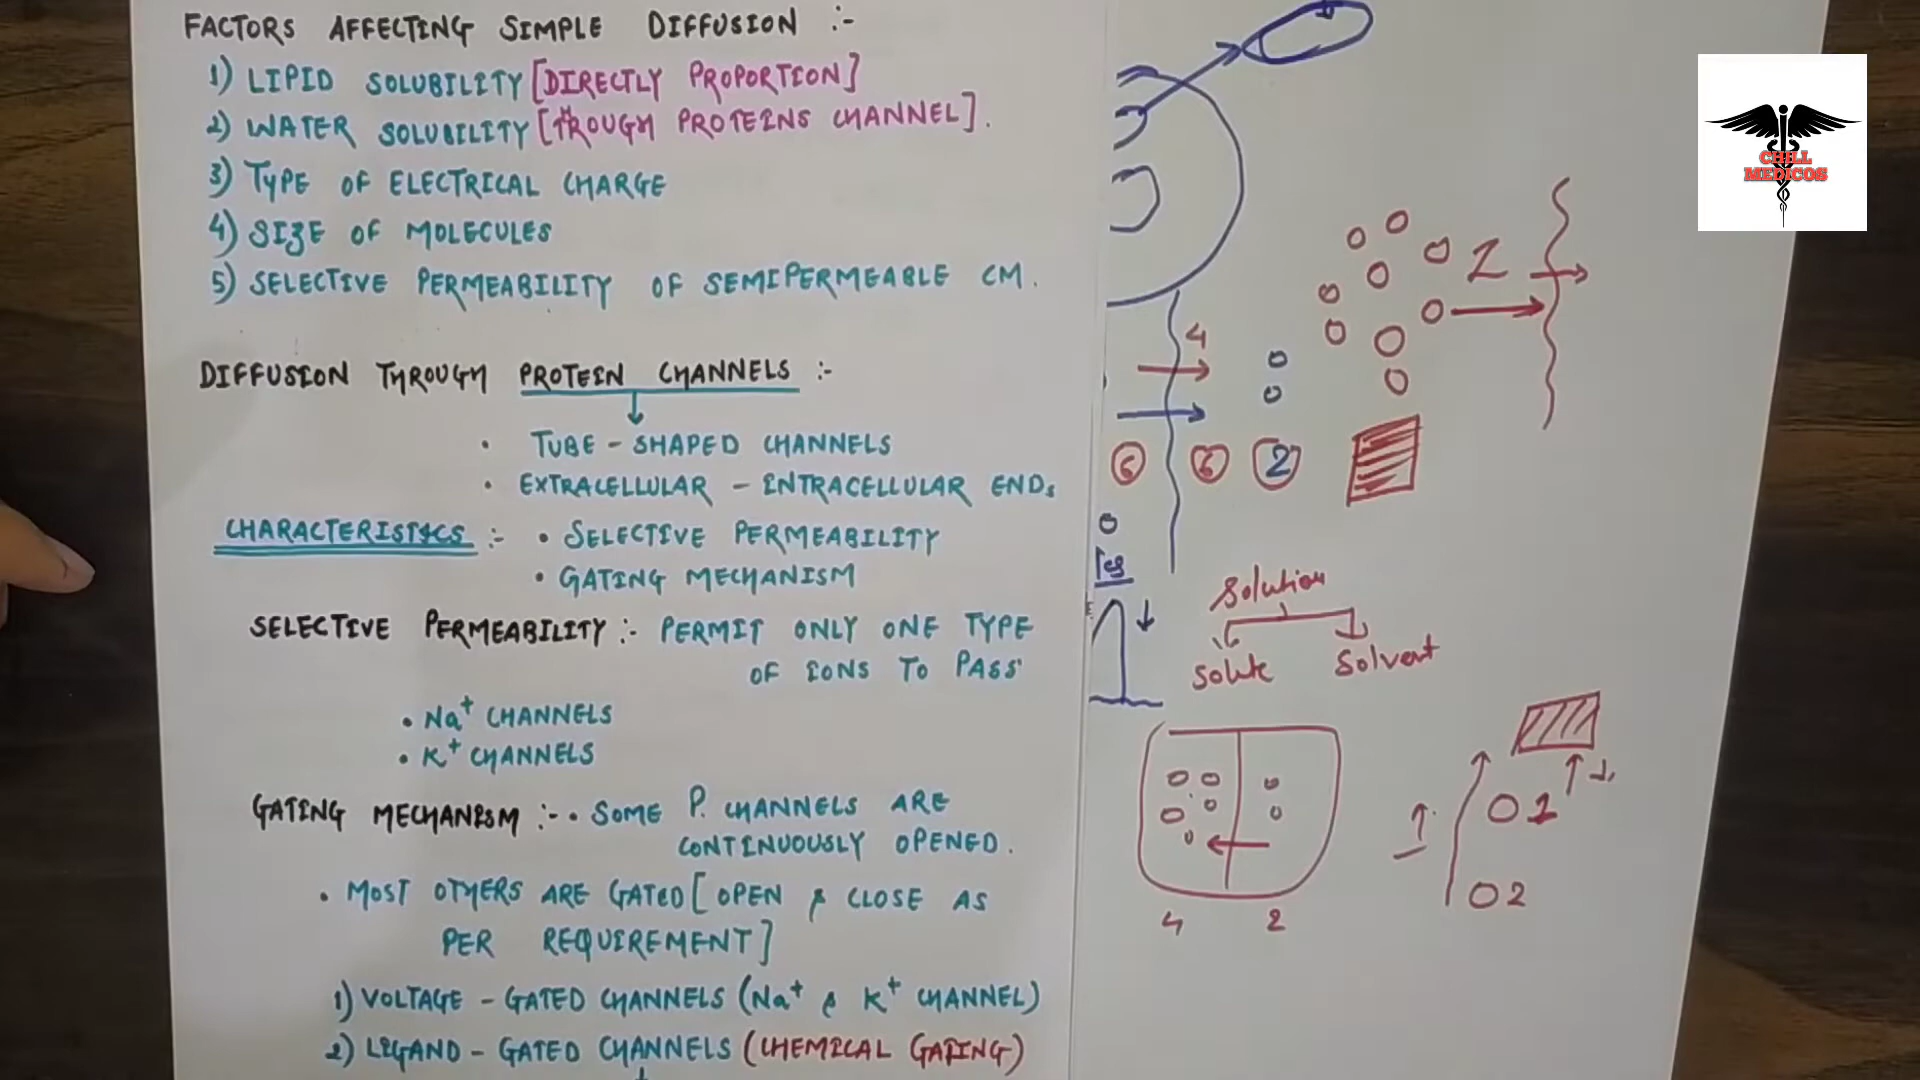 FACTORS AFFECTING SIMPLE DIFFUSION :-
1) LIPID SOLUBILITY [DIRECTLY PROPORTION]
2) WATER SOLUBILITY [THROUGH PROTEINS CHANNEL].
3) TYPE OF ELECTRICAL CHARGE
4) SIZE OF MOLECULES
5) SELECTIVE PERMEABILITY OF SEMIPERMEABLE CM.
DIFFUSION THROUGH PROTEIN CHANNELS :-
• TUBE - SHAPED CHANNELS
• EXTRACELLULAR - INTRACELLULAR ENDs
CHARACTERISTICS :- • SELECTIVE PERMEABILITY
• GATING MECHANISM
SELECTIVE PERMEABILITY :- PERMIT ONLY ONE TYPE
OF IONS TO PASS
• Na+ CHANNELS
• K+ CHANNELS
GATING MECHANISM :- • SOME P. CHANNELS ARE
CONTINUOUSLY OPENED.
• MOST OTHERS ARE GATED [OPEN & CLOSE AS
PER REQUIREMENT]
1) VOLTAGE - GATED CHANNELS (Na+ & K+ CHANNEL)
2) LIGAND - GATED CHANNELS (CHEMICAL GATING)
CHILL
MEDICOS
4
6 6 2
Solution
Solute Solvent
4 2
O 1
O 2